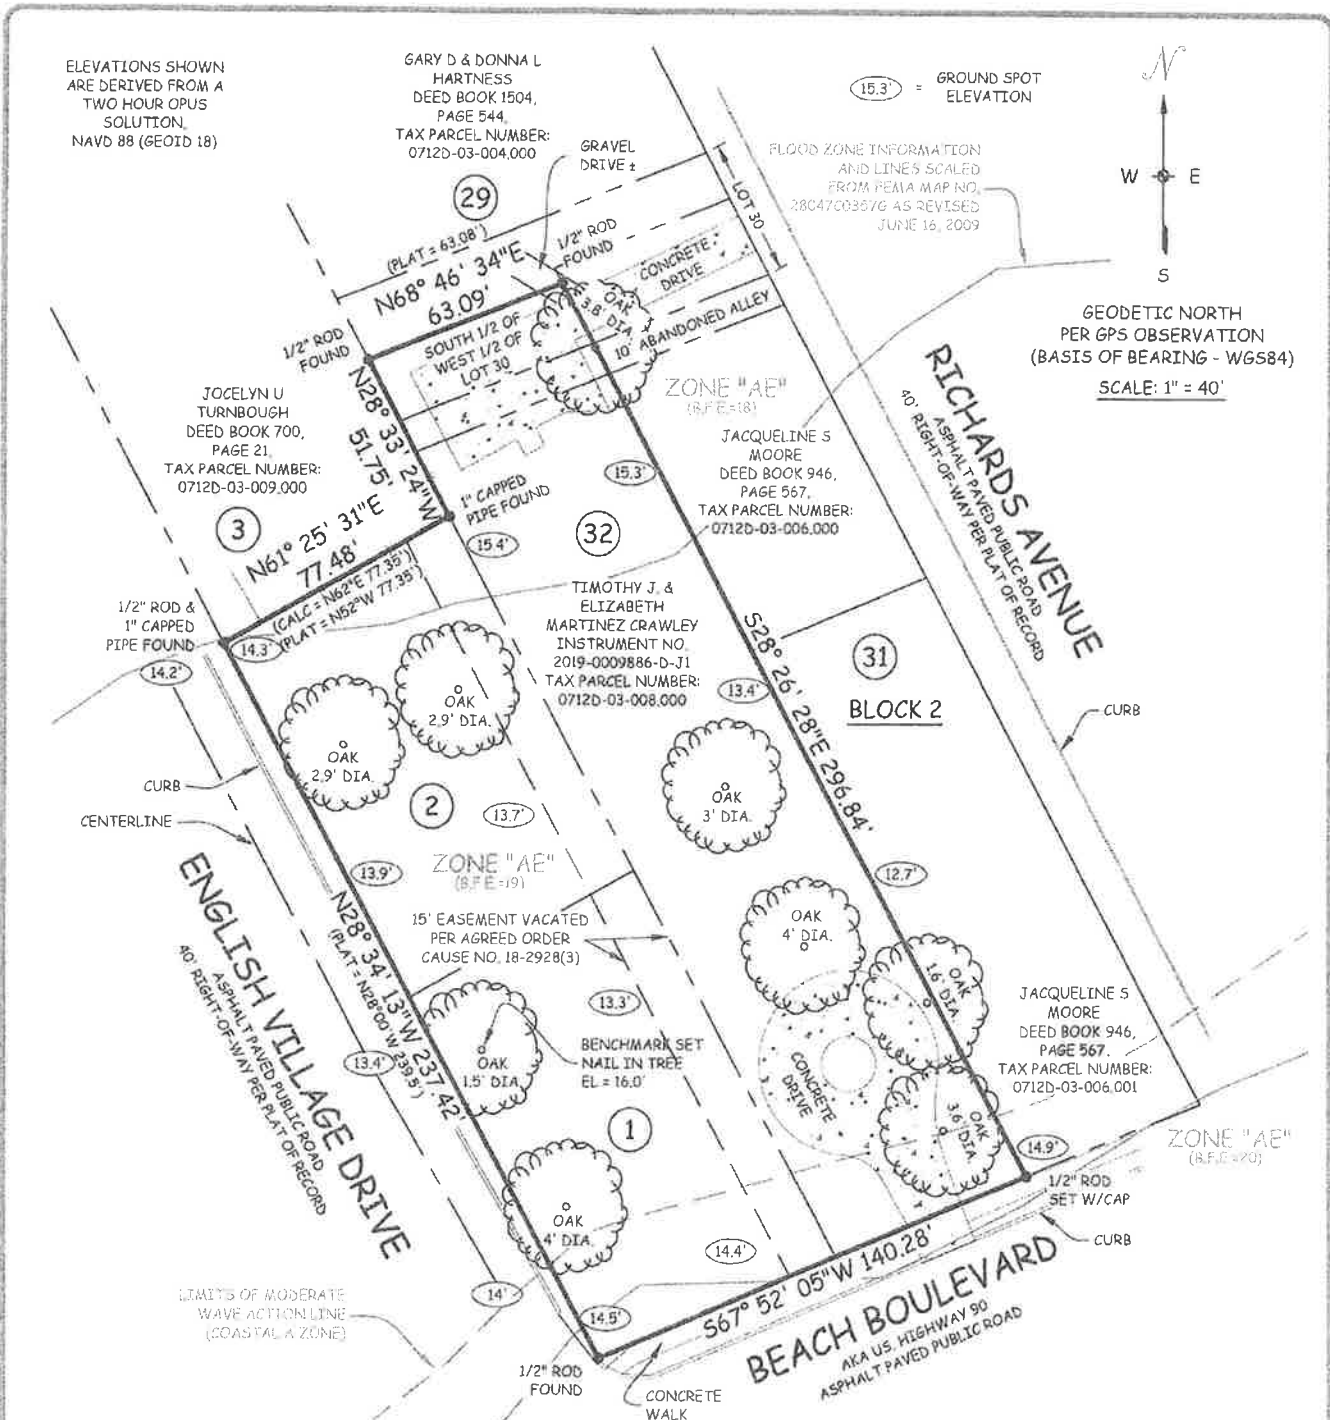 ELEVATIONS SHOWN
ARE DERIVED FROM A
TWO HOUR OPUS
SOLUTION,
NAVD 88 (GEOID 18)
GARY D & DONNA L
HARTNESS
DEED BOOK 1504,
PAGE 544,
TAX PARCEL NUMBER:
0712D-03-004.000
29
GRAVEL
DRIVE ±
15.3' = GROUND SPOT
ELEVATION
N
W E
S
FLOOD ZONE INFORMATION
AND LINES SCALED
FROM FEMA MAP NO.
28047C0357G AS REVISED
JUNE 16, 2009
LOT 30
GEODETIC NORTH
PER GPS OBSERVATION
(BASIS OF BEARING - WGS84)
SCALE: 1" = 40'
(PLAT = 63.08')
N68° 46' 34"E
63.09'
1/2" ROD
FOUND
CONCRETE
DRIVE
OAK
3.8' DIA.
10' ABANDONED ALLEY
1/2" ROD
FOUND
SOUTH 1/2 OF
WEST 1/2 OF
LOT 30
ZONE "AE"
(B.F.E.=18)
RICHARDS AVENUE
ASPHALT PAVED PUBLIC ROAD
40' RIGHT-OF-WAY PER PLAT OF RECORD
JOCELYN U
TURNBOUGH
DEED BOOK 700,
PAGE 21,
TAX PARCEL NUMBER:
0712D-03-009.000
3
N28° 33' 24"W
51.75'
JACQUELINE S
MOORE
DEED BOOK 946,
PAGE 567,
TAX PARCEL NUMBER:
0712D-03-006.000
15.3'
1" CAPPED
PIPE FOUND
15.4'
32
N61° 25' 31"E
77.48'
(CALC = N62°E 77.35')
(PLAT = N52°W 77.35')
TIMOTHY J. &
ELIZABETH
MARTINEZ CRAWLEY
INSTRUMENT NO.
2019-0009886-D-J1
TAX PARCEL NUMBER:
0712D-03-008.000
1/2" ROD &
1" CAPPED
PIPE FOUND
14.3'
14.2'
S28° 26' 28"E 296.84'
31
BLOCK 2
13.4'
CURB
OAK
2.9' DIA.
OAK
2.9' DIA.
CURB
CENTERLINE
2
13.7'
OAK
3' DIA.
13.9'
ZONE "AE"
(B.F.E.=19)
12.7'
15' EASEMENT VACATED
PER AGREED ORDER
CAUSE NO. 18-2928(3)
OAK
4' DIA.
OAK
1.6' DIA.
ENGLISH VILLAGE DRIVE
ASPHALT PAVED PUBLIC ROAD
40' RIGHT-OF-WAY PER PLAT OF RECORD
N28° 34' 13"W 237.42'
(PLAT = N28°00'W 239.5')
13.3'
13.4'
OAK
1.5' DIA.
BENCHMARK SET
NAIL IN TREE
EL = 16.0'
CONCRETE
DRIVE
JACQUELINE S
MOORE
DEED BOOK 946,
PAGE 567.
TAX PARCEL NUMBER:
0712D-03-006.001
1
OAK
3.6' DIA.
14.9'
ZONE "AE"
(B.F.E.=20)
1/2" ROD
SET W/CAP
CURB
OAK
4' DIA.
14.4'
LIMITS OF MODERATE
WAVE ACTION LINE
(COASTAL A ZONE)
14'
14.5'
S67° 52' 05"W 140.28'
BEACH BOULEVARD
AKA US. HIGHWAY 90
ASPHALT PAVED PUBLIC ROAD
1/2" ROD
FOUND
CONCRETE
WALK